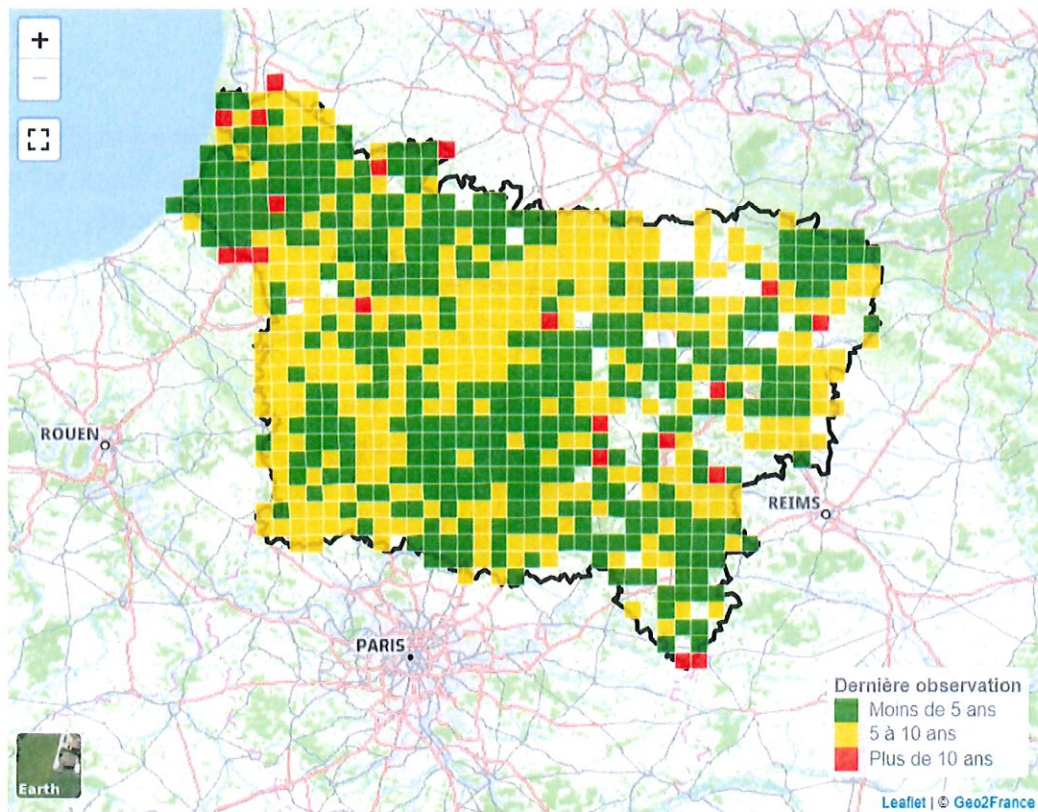 +
−
ROUEN
REIMS
PARIS
Dernière observation
Moins de 5 ans
5 à 10 ans
Plus de 10 ans
Earth
Leaflet | © Geo2France